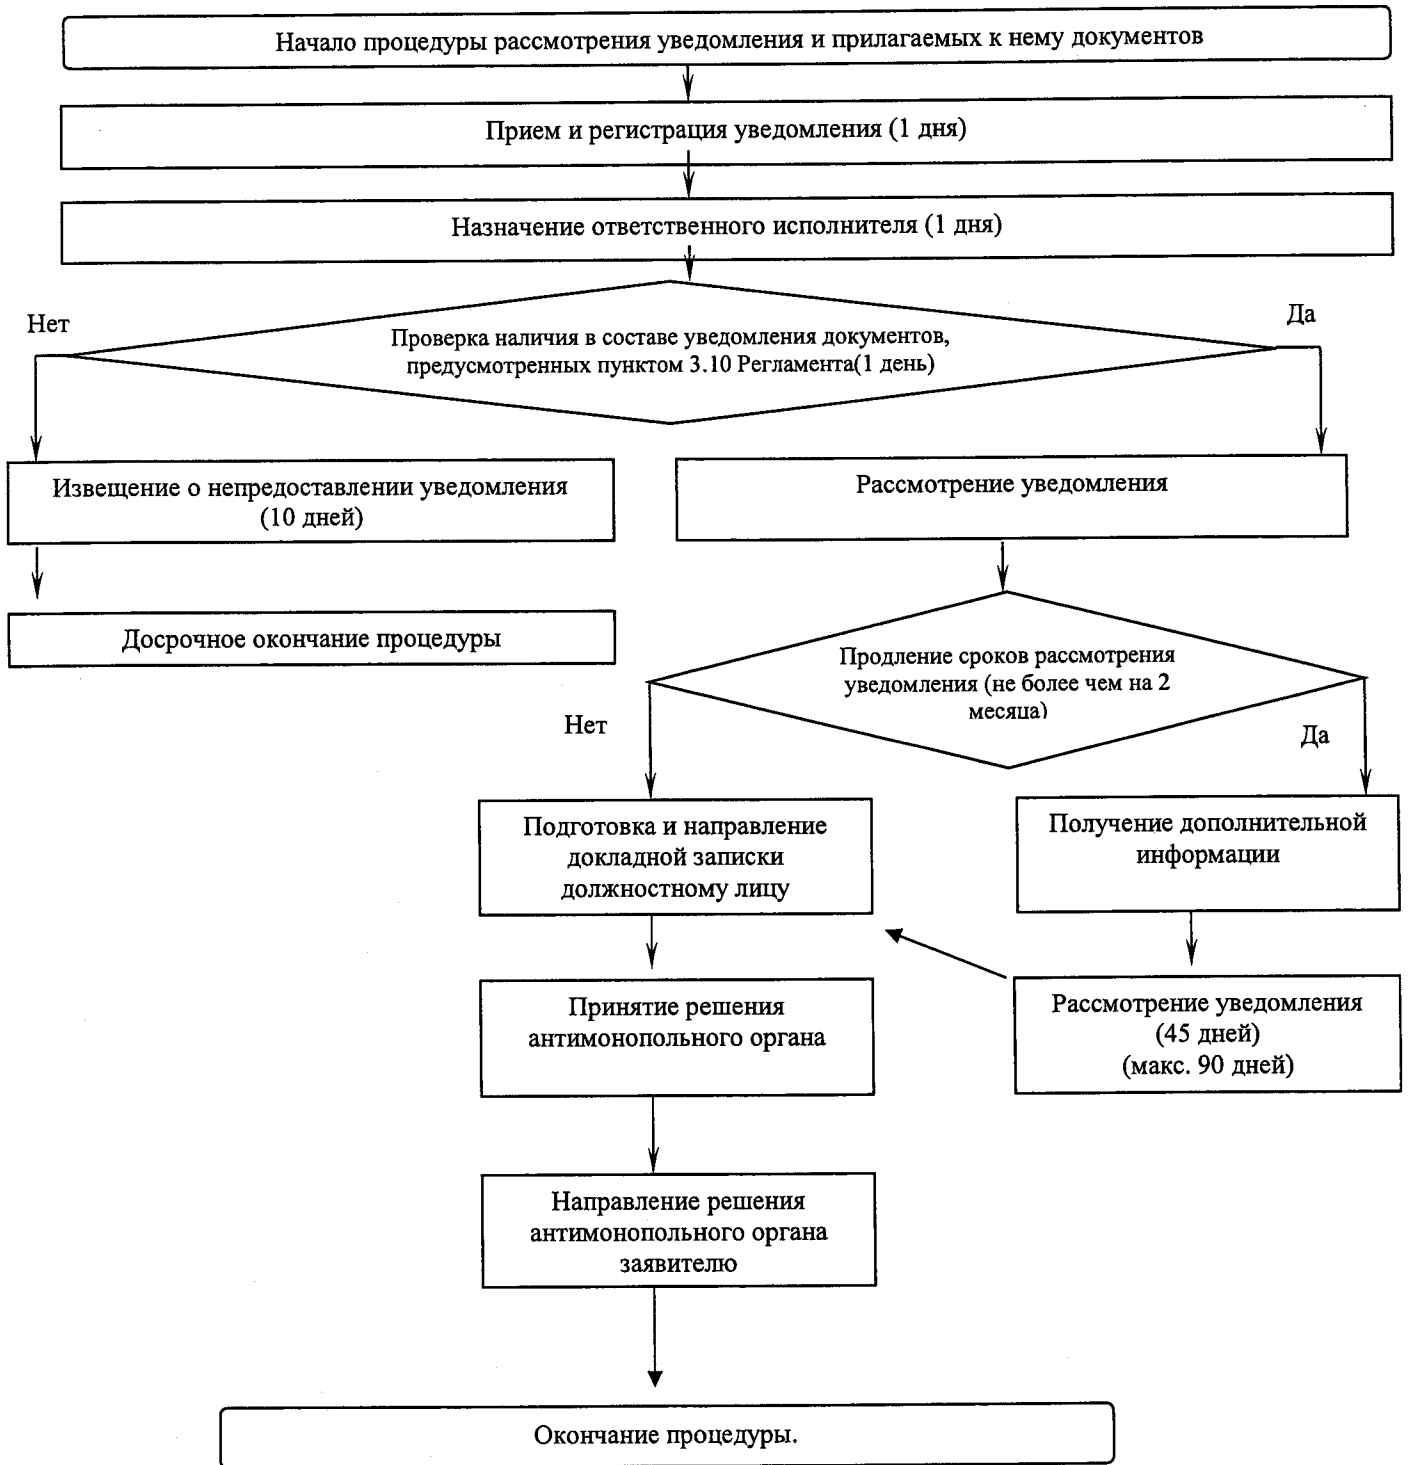 Начало процедуры рассмотрения уведомления и прилагаемых к нему документов
Прием и регистрация уведомления (1 дня)
Назначение ответственного исполнителя (1 дня)
Нет
Да
Проверка наличия в составе уведомления документов,
предусмотренных пунктом 3.10 Регламента(1 день)
Извещение о непредоставлении уведомления
(10 дней)
Рассмотрение уведомления
Досрочное окончание процедуры
Продление сроков рассмотрения
уведомления (не более чем на 2
месяца)
Нет
Да
Подготовка и направление
докладной записки
должностному лицу
Получение дополнительной
информации
Принятие решения
антимонопольного органа
Рассмотрение уведомления
(45 дней)
(макс. 90 дней)
Направление решения
антимонопольного органа
заявителю
Окончание процедуры.